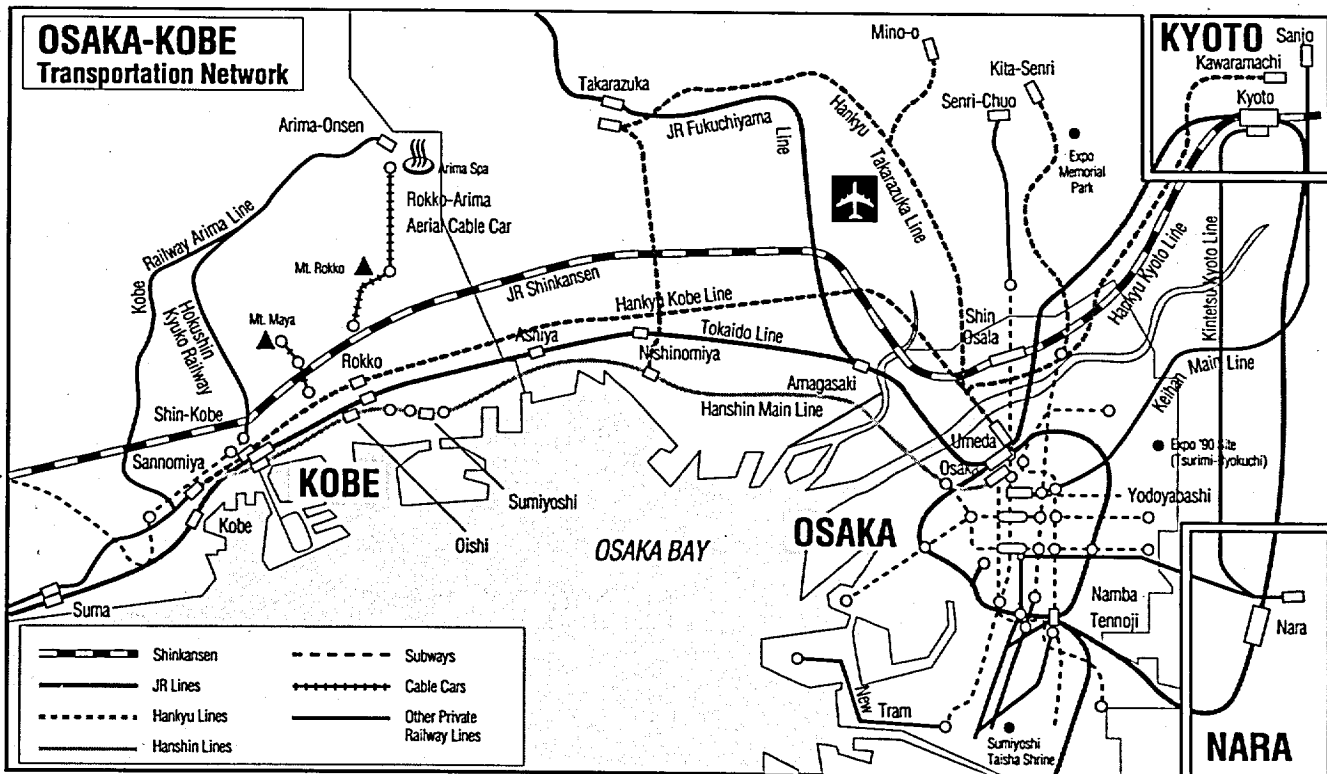 OSAKA-KOBE
Transportation Network
KYOTO
Sanjo
Kawaramachi
Kyoto
Mino-o
Kita-Senri
Senri-Chuo
Takarazuka
JR Fukuchiyama
Line
Hankyu
Takarazuka Line
Expo
Memorial
Park
Arima-Onsen
Arima Spa
Rokko-Arima
Aerial Cable Car
Kobe
Railway Arima Line
Hokushin
Kyuko Railway
Mt. Rokko
Mt. Maya
JR Shinkansen
Hankyu Kobe Line
Hankyu Kyoto Line
Kintetsu Kyoto Line
Shin
Osala
Rokko
Ashiya
Tokaido Line
Nishinomiya
Amagasaki
Hanshin Main Line
Keihan
Main Line
Shin-Kobe
Sannomiya
KOBE
Kobe
Sumiyoshi
Oishi
Suma
Umeda
Osaka
Expo '90 Site
(Tsurimi-Ryokuchi)
Yodoyabashi
OSAKA
OSAKA BAY
Namba
Tennoji
Nara
NARA
New
Tram
Sumiyoshi
Taisha Shrine
Shinkansen
JR Lines
Hankyu Lines
Hanshin Lines
Subways
Cable Cars
Other Private
Railway Lines